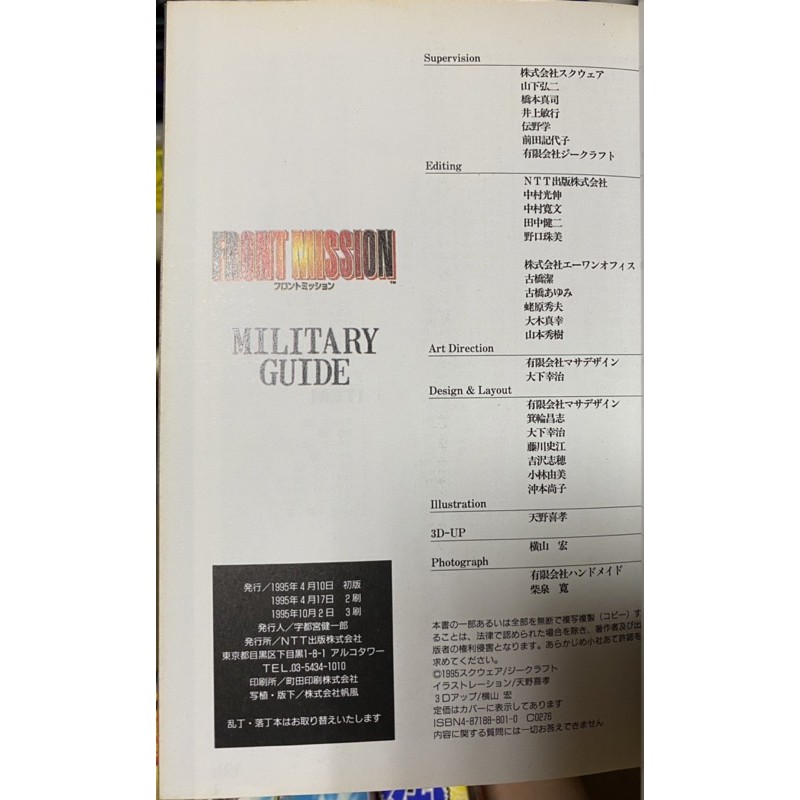 FRONT MISSION
™
フロントミッション
MILITARY
GUIDE
発行/1995年4月10日 初版
1995年4月17日 2刷
1995年10月2日 3刷
発行人/宇都宮健一郎
発行所/NTT出版株式会社
東京都目黒区下目黒1-8-1 アルコタワー
TEL.03-5434-1010
印刷所/町田印刷株式会社
写植・版下/株式会社帆風
乱丁・落丁本はお取り替えいたします
Supervision
株式会社スクウェア
山下弘二
橋本真司
井上敏行
伝野学
前田記代子
有限会社ジークラフト
Editing
NTT出版株式会社
中村光伸
中村寛文
田中健二
野口珠美
株式会社エーワンオフィス
古橋潔
古橋あゆみ
蛯原秀夫
大木真幸
山本秀樹
Art Direction
有限会社マサデザイン
大下幸治
Design & Layout
有限会社マサデザイン
箕輪昌志
大下幸治
藤川史江
吉沢志穂
小林由美
沖本尚子
Illustration
天野喜孝
3D-UP
横山 宏
Photograph
有限会社ハンドメイド
柴泉 寛
本書の一部あるいは全部を無断で複写複製(コピー)す
ることは、法律で認められた場合を除き、著作者及び出
版者の権利侵害となります。あらかじめ小社あて許諾を
求めてください。
©1995スクウェア/ジークラフト
イラストレーション/天野喜孝
3Dアップ/横山 宏
定価はカバーに表示してあります
ISBN4-87188-801-0 C0276
内容に関する質問には一切お答えできません